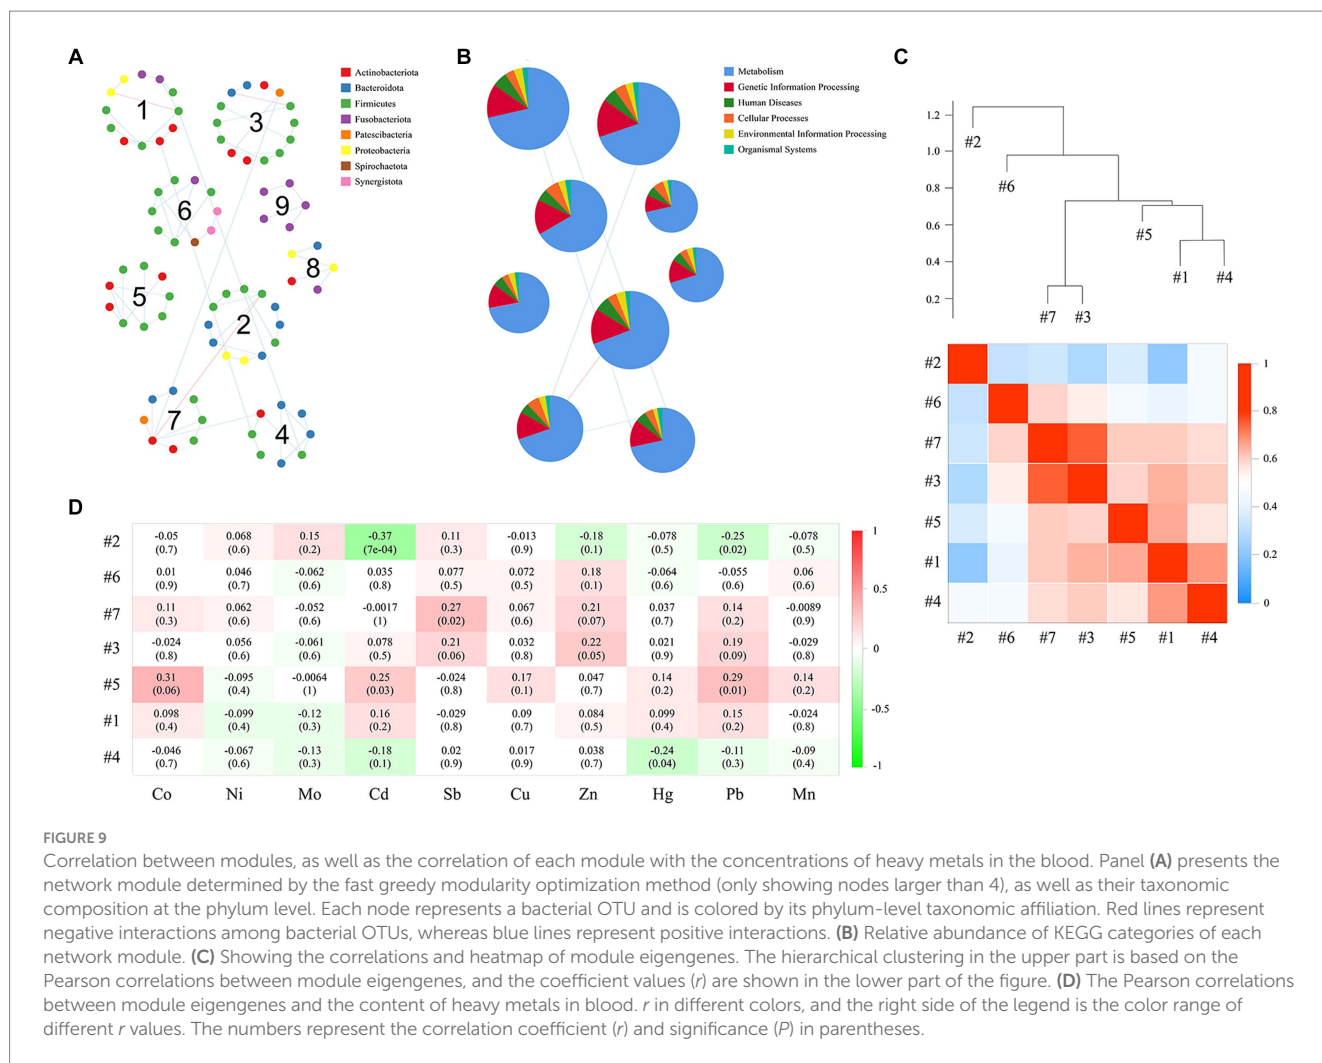 A
1
3
6
9
8
5
2
7
4
Actinobacteriota
Bacteroidota
Firmicutes
Fusobacteriota
Patescibacteria
Proteobacteria
Spirochaetota
Synergistota
B
Metabolism
Genetic Information Processing
Human Diseases
Cellular Processes
Environmental Information Processing
Organismal Systems
C
1.2
1.0
0.8
0.6
0.4
0.2
#2
#6
#5
#1 #4
#7 #3
#2
#6
#7
#3
#5
#1
#4
#2 #6 #7 #3 #5 #1 #4
1
0.8
0.6
0.4
0.2
0
D
#2 -0.05 0.068 0.15 -0.37 0.11 -0.013 -0.18 -0.078 -0.25 -0.078
(0.7) (0.6) (0.2) (7e-04) (0.3) (0.9) (0.1) (0.5) (0.02) (0.5)
#6 0.01 0.046 -0.062 0.035 0.077 0.072 0.18 -0.064 -0.055 0.06
(0.9) (0.7) (0.6) (0.8) (0.5) (0.5) (0.1) (0.6) (0.6) (0.6)
#7 0.11 0.062 -0.052 -0.0017 0.27 0.067 0.21 0.037 0.14 -0.0089
(0.3) (0.6) (0.6) (1) (0.02) (0.6) (0.07) (0.7) (0.2) (0.9)
#3 -0.024 0.056 -0.061 0.078 0.21 0.032 0.22 0.021 0.19 -0.029
(0.8) (0.6) (0.6) (0.5) (0.06) (0.8) (0.05) (0.9) (0.09) (0.8)
#5 0.31 -0.095 -0.0064 0.25 -0.024 0.17 0.047 0.14 0.29 0.14
(0.06) (0.4) (1) (0.03) (0.8) (0.1) (0.7) (0.2) (0.01) (0.2)
#1 0.098 -0.099 -0.12 0.16 -0.029 0.09 0.084 0.099 0.15 -0.024
(0.4) (0.4) (0.3) (0.2) (0.8) (0.7) (0.5) (0.4) (0.2) (0.8)
#4 -0.046 -0.067 -0.13 -0.18 0.02 0.017 0.038 -0.24 -0.11 -0.09
(0.7) (0.6) (0.3) (0.1) (0.9) (0.9) (0.7) (0.04) (0.3) (0.4)
Co Ni Mo Cd Sb Cu Zn Hg Pb Mn
1
0.5
0
-0.5
-1
FIGURE 9
Correlation between modules, as well as the correlation of each module with the concentrations of heavy metals in the blood. Panel (A) presents the
network module determined by the fast greedy modularity optimization method (only showing nodes larger than 4), as well as their taxonomic
composition at the phylum level. Each node represents a bacterial OTU and is colored by its phylum-level taxonomic affiliation. Red lines represent
negative interactions among bacterial OTUs, whereas blue lines represent positive interactions. (B) Relative abundance of KEGG categories of each
network module. (C) Showing the correlations and heatmap of module eigengenes. The hierarchical clustering in the upper part is based on the
Pearson correlations between module eigengenes, and the coefficient values (r) are shown in the lower part of the figure. (D) The Pearson correlations
between module eigengenes and the content of heavy metals in blood. r in different colors, and the right side of the legend is the color range of
different r values. The numbers represent the correlation coefficient (r) and significance (P) in parentheses.